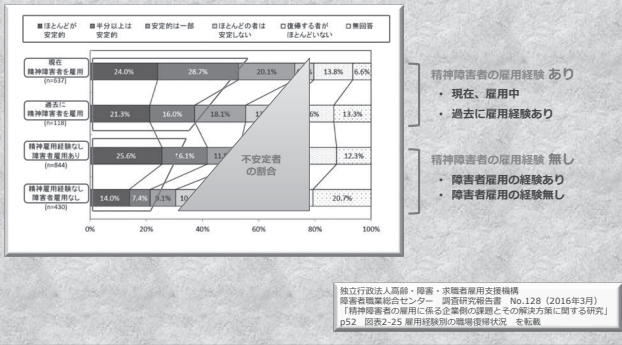 ■ほとんどが安定的
■半分以上は安定的
■安定的は一部
□ほとんどの者は安定しない
□復帰する者がほとんどいない
□無回答
現在
精神障害者を雇用
(n=637)
24.0% 28.7% 20.1% 13.8% 6.6%
過去に
精神障害者を雇用
(n=118)
21.3% 16.0% 18.1% 13.3%
精神雇用経験なし
障害者雇用あり
(n=844)
25.6% 16.1% 12.3%
精神雇用経験なし
障害者雇用なし
(n=430)
14.0% 7.4% 20.7%
不安定者
の割合
0% 20% 40% 60% 80% 100%
精神障害者の雇用経験 あり
・ 現在、雇用中
・ 過去に雇用経験あり
精神障害者の雇用経験 無し
・ 障害者雇用の経験あり
・ 障害者雇用の経験無し
独立行政法人高齢・障害・求職者雇用支援機構
障害者職業総合センター 調査研究報告書 No.128（2016年3月）
「精神障害者の雇用に係る企業側の課題とその解決方策に関する研究」
p52 図表2-25 雇用経験別の職場復帰状況 を転載